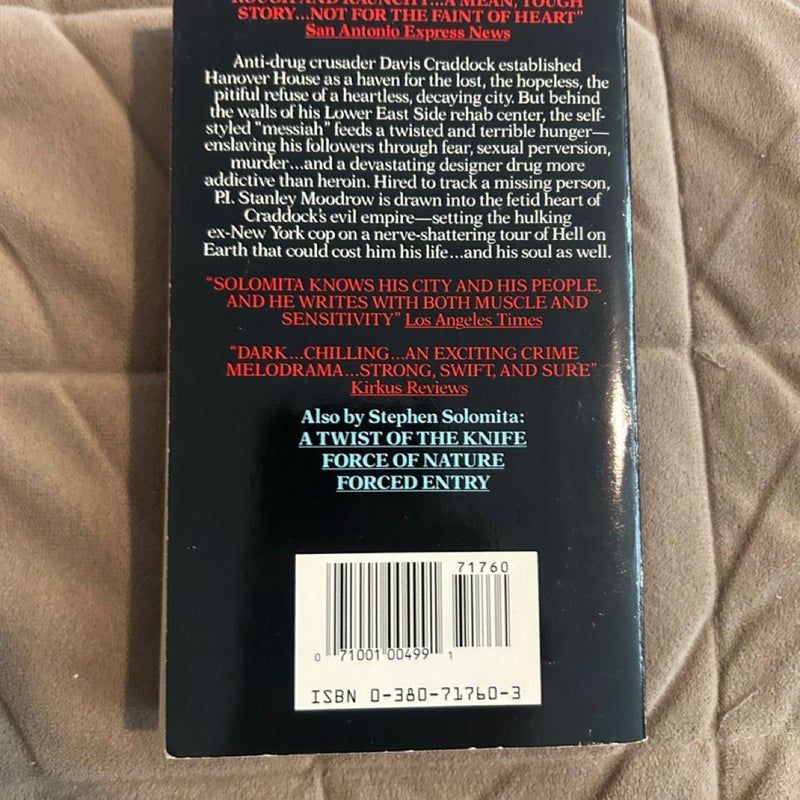 ROUGH AND RAUNCHY...A MEAN, TOUGH
STORY...NOT FOR THE FAINT OF HEART"
San Antonio Express News
Anti-drug crusader Davis Craddock established
Hanover House as a haven for the lost, the hopeless, the
pitiful refuse of a heartless, decaying city. But behind
the walls of his Lower East Side rehab center, the self-
styled "messiah" feeds a twisted and terrible hunger—
enslaving his followers through fear, sexual perversion,
murder...and a devastating designer drug more
addictive than heroin. Hired to track a missing person,
P.I. Stanley Moodrow is drawn into the fetid heart of
Craddock's evil empire—setting the hulking
ex-New York cop on a nerve-shattering tour of Hell on
Earth that could cost him his life...and his soul as well.
"SOLOMITA KNOWS HIS CITY AND HIS PEOPLE,
AND HE WRITES WITH BOTH MUSCLE AND
SENSITIVITY" Los Angeles Times
"DARK...CHILLING...AN EXCITING CRIME
MELODRAMA...STRONG, SWIFT, AND SURE"
Kirkus Reviews
Also by Stephen Solomita:
A TWIST OF THE KNIFE
FORCE OF NATURE
FORCED ENTRY
71760
0 71001 00499 1
ISBN 0-380-71760-3